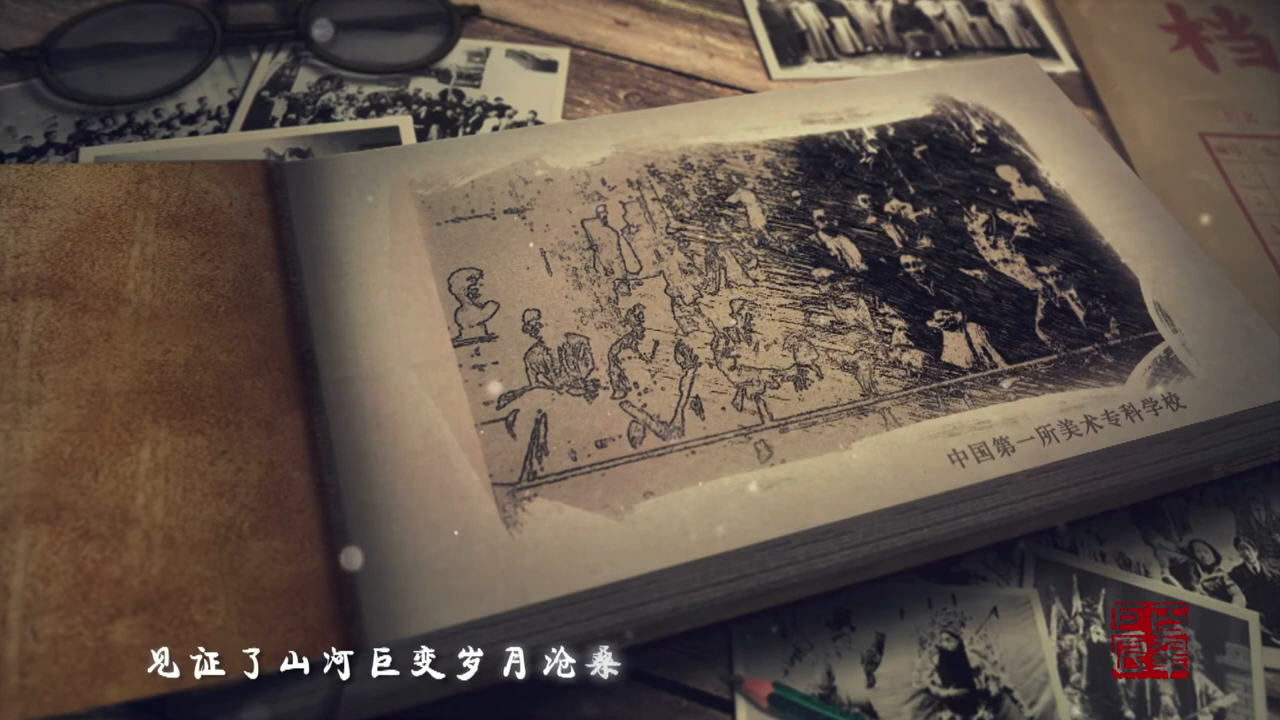 档
中国第一所美术专科学校
见证了山河巨变岁月沧桑